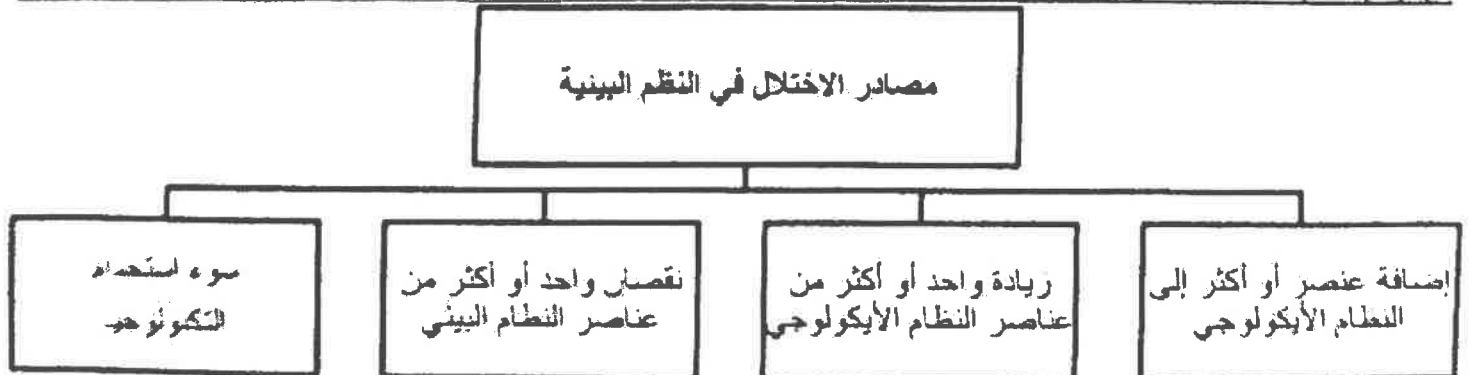 مصادر الاختلال في النظم البيئية
إضافة عنصر أو أكثر إلى
النظام الأيكولوجي
زيادة واحد أو أكثر من
عناصر النظام الأيكولوجي
نقصان واحد أو أكثر من
عناصر النظام البيئي
سوء استخدام
التكنولوجيا